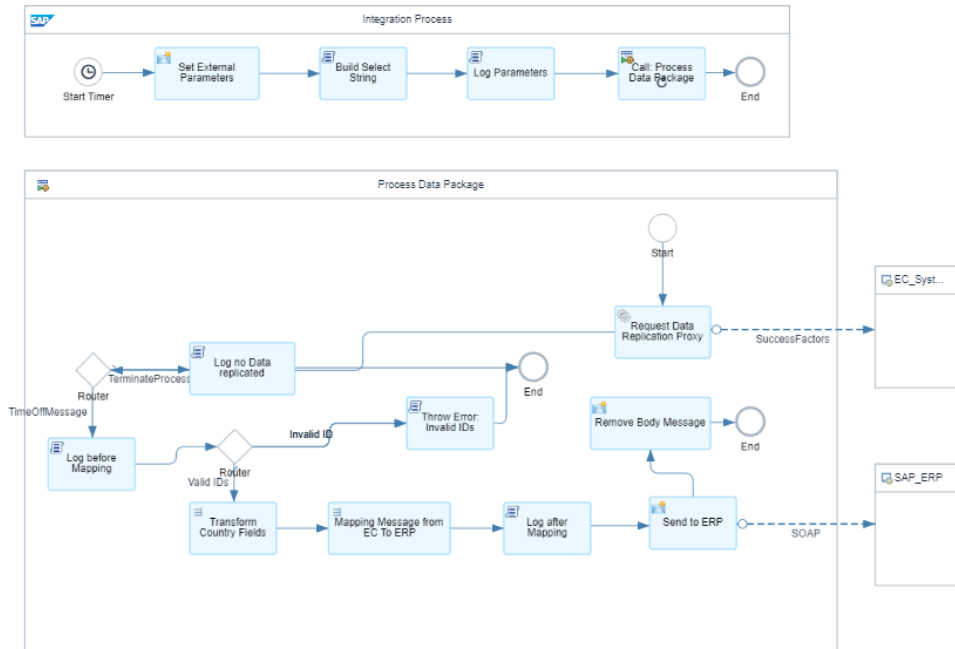 SAP
Integration Process
Set External
Parameters
Build Select
String
Log Parameters
Call: Process
Data Package
Start Timer
End
Process Data Package
Start
EC_Syst...
Request Data
Replication Proxy
SuccessFactors
Log no Data
replicated
TerminateProcess
Router
End
TimeOffMessage
Throw Error:
Invalid IDs
Remove Body Message
Invalid ID
End
Log before
Mapping
Router
Valid IDs
SAP_ERP
Transform
Country Fields
Mapping Message from
EC To ERP
Log after
Mapping
Send to ERP
SOAP